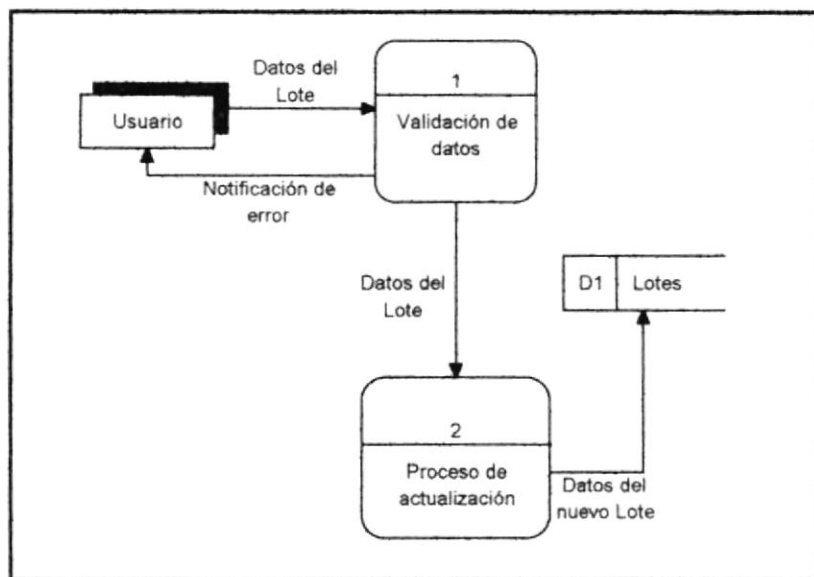 Datos del
Lote
1
Usuario
Validación de
datos
Notificación de
error
Datos del
Lote
D1
Lotes
2
Proceso de
actualización
Datos del
nuevo Lote